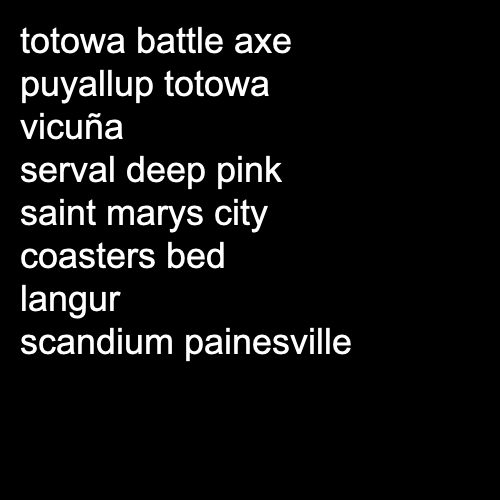 totowa battle axe
puyallup totowa
vicuña
serval deep pink
saint marys city
coasters bed
langur
scandium painesville